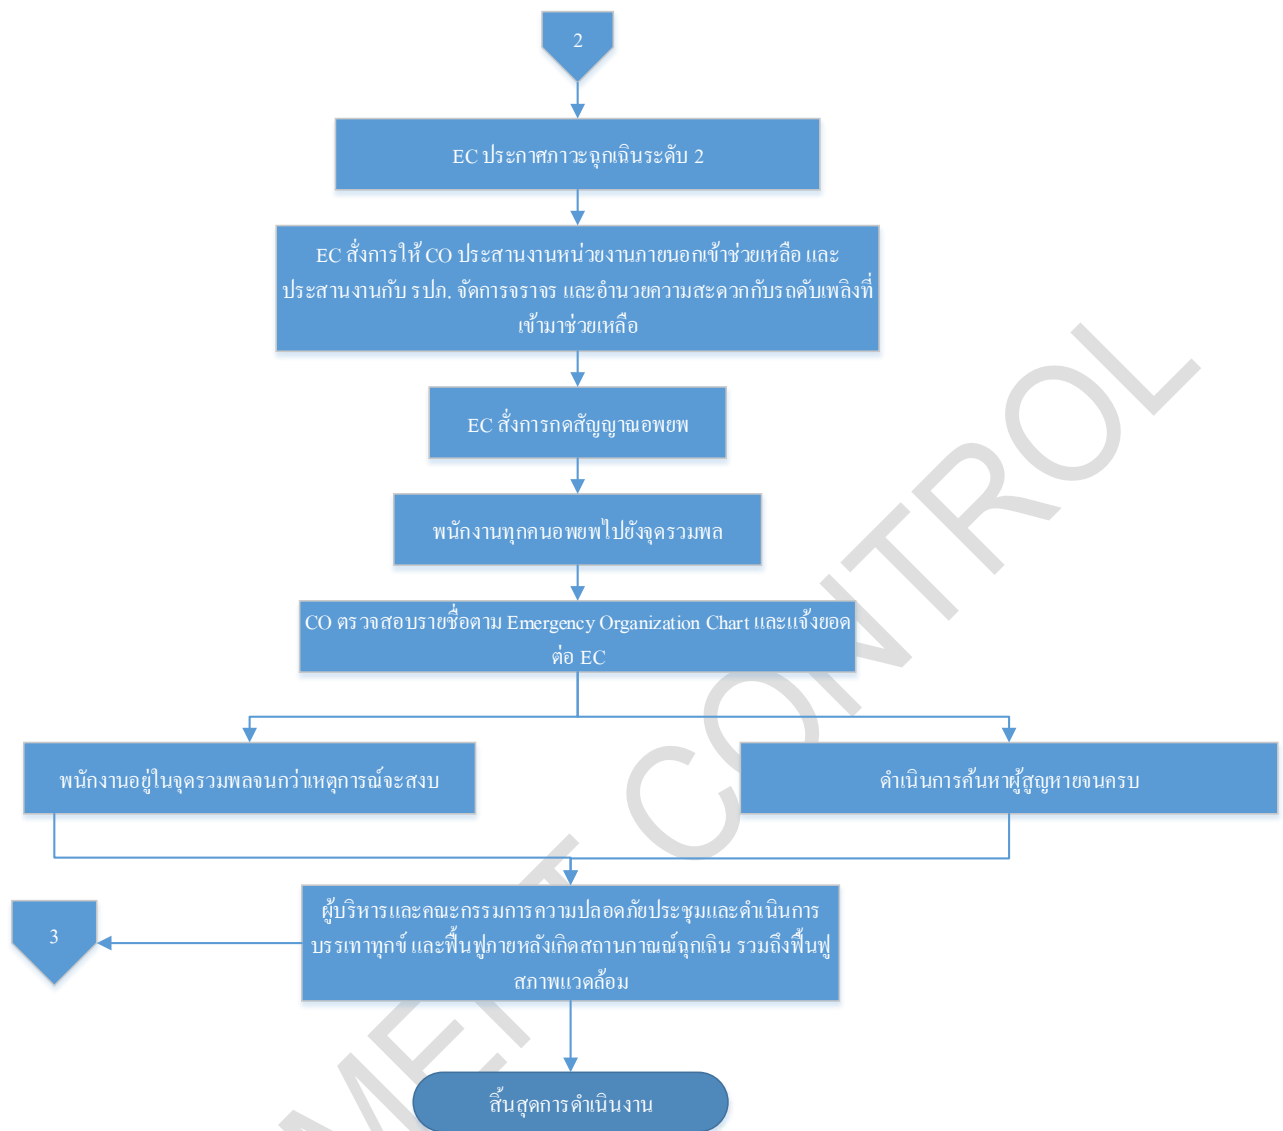 2
EC ประกาศภาวะฉุกเฉินระดับ 2
EC สั่งการให้ CO ประสานงานหน่วยงานภายนอกเข้าช่วยเหลือ และ
ประสานงานกับ รปภ. จัดการจราจร และอำนวยความสะดวกกับรถดับเพลิงที่
เข้ามาช่วยเหลือ
EC สั่งการกดสัญญาณอพยพ
พนักงานทุกคนอพยพไปยังจุดรวมพล
CO ตรวจสอบรายชื่อตาม Emergency Organization Chart และแจ้งยอด
ต่อ EC
พนักงานอยู่ในจุดรวมพลจนกว่าเหตุการณ์จะสงบ
ดำเนินการค้นหาผู้สูญหายจนครบ
ผู้บริหารและคณะกรรมการความปลอดภัยประชุมและดำเนินการ
บรรเทาทุกข์ และฟื้นฟูภายหลังเกิดสถานกาณณ์ฉุกเฉิน รวมถึงฟื้นฟู
สภาพแวดล้อม
3
สิ้นสุดการดำเนินงาน
MENT CONTROL